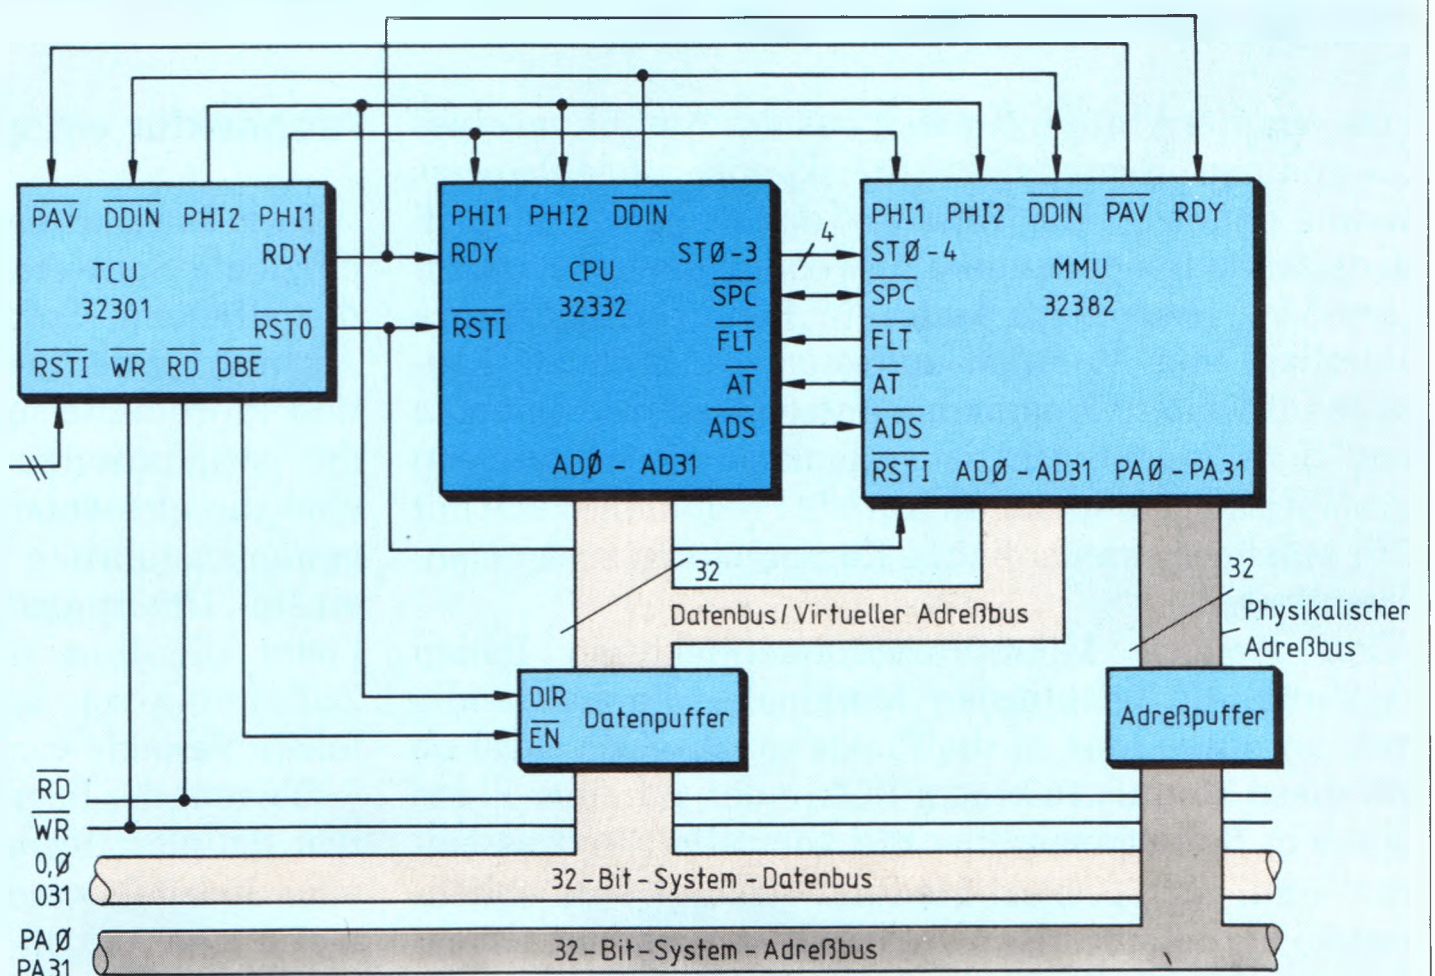 PAV DDIN PHI2 PHI1
RDY
TCU
32301
RSTO
RSTI WR RD DBE
PHI1 PHI2 DDIN
RDY
STØ-3
CPU
32332
SPC
RSTI
FLT
AT
ADS
ADØ - AD31
4
PHI1 PHI2 DDIN PAV RDY
STØ-4
MMU
32382
SPC
FLT
AT
ADS
RSTI ADØ-AD31 PAØ-PA31
32
Datenbus / Virtueller Adreßbus
32
Physikalischer
Adreßbus
DIR
Datenpuffer
EN
Adreßpuffer
RD
WR
0,Ø
031
32-Bit-System-Datenbus
PAØ
PA31
32-Bit-System-Adreßbus